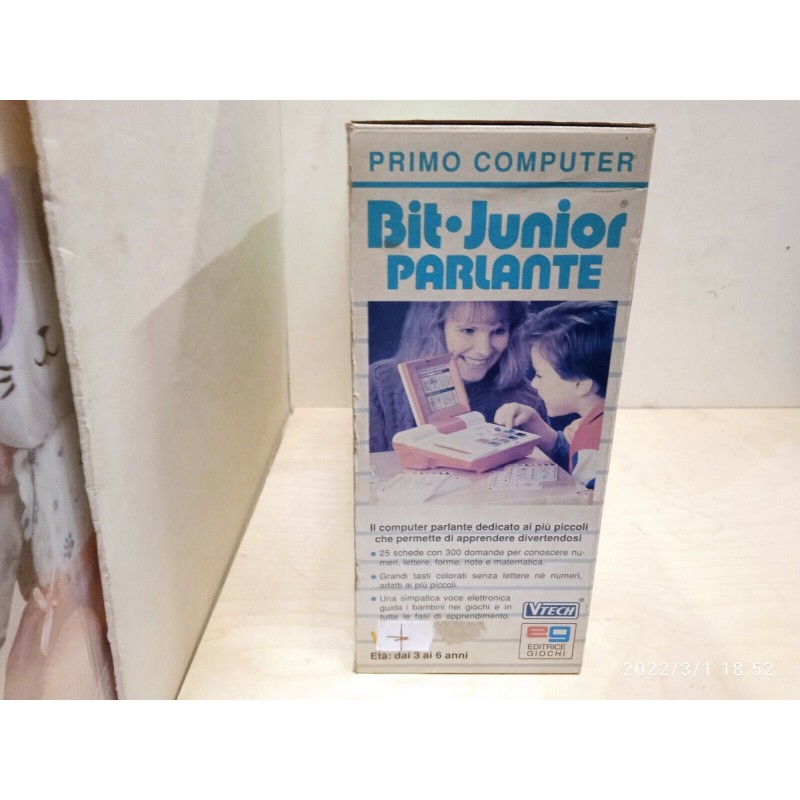 PRIMO COMPUTER
Bit·Junior®
PARLANTE
Il computer parlante dedicato ai più piccoli
che permette di apprendere divertendosi
• 25 schede con 300 domande per conoscere nu-
meri, lettere, forme, note e matematica.
• Grandi tasti colorati senza lettere nè numeri,
adatti ai più piccoli.
• Una simpatica voce elettronica
guida i bambini nei giochi e in
tutte le fasi di apprendimento
VTECH®
eg
EDITRICE
GIOCHI
Età: dai 3 ai 6 anni
2022/3/1 18:52